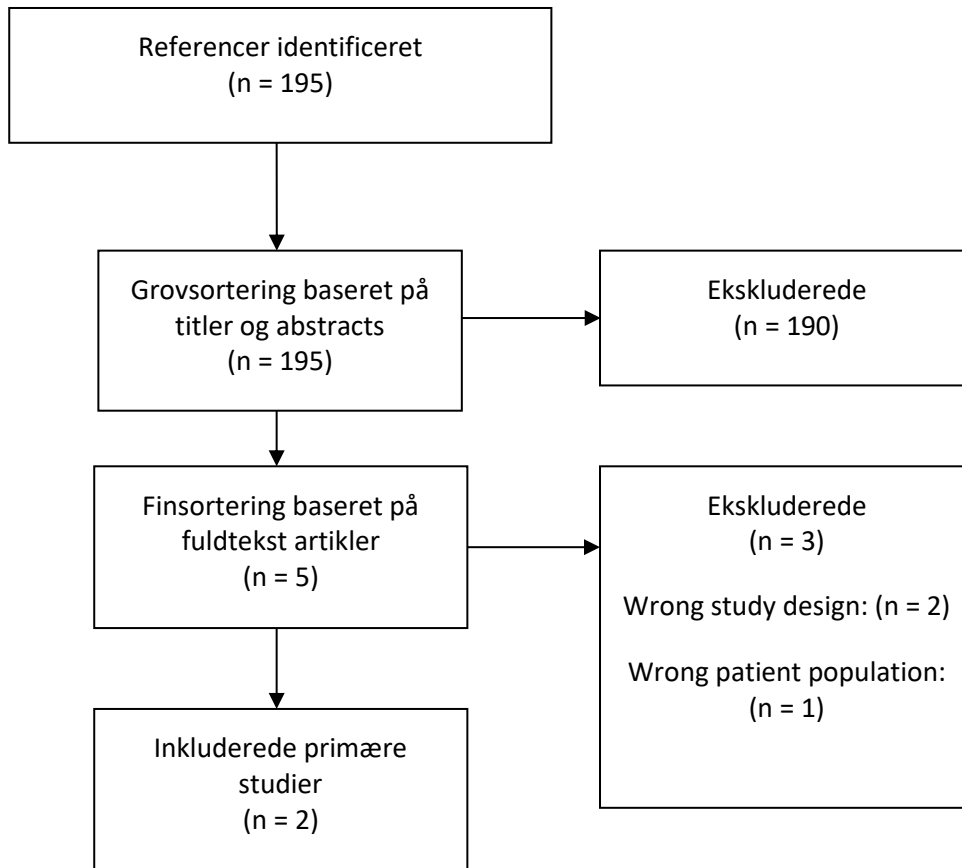 Referencer identificeret
(n = 195)
Grovsortering baseret på
titler og abstracts
(n = 195)
Ekskluderede
(n = 190)
Finsortering baseret på
fuldtekst artikler
(n = 5)
Ekskluderede
(n = 3)
Wrong study design: (n = 2)
Wrong patient population:
(n = 1)
Inkluderede primære
studier
(n = 2)